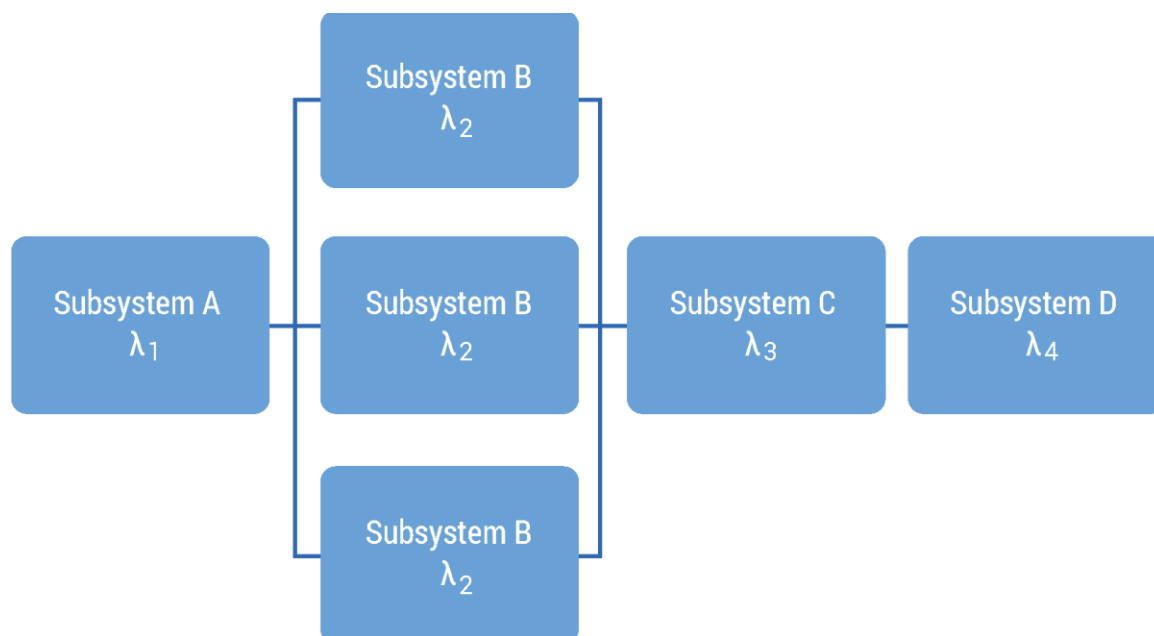 Subsystem B
λ₂
Subsystem A
λ₁
Subsystem B
λ₂
Subsystem C
λ₃
Subsystem D
λ₄
Subsystem B
λ₂